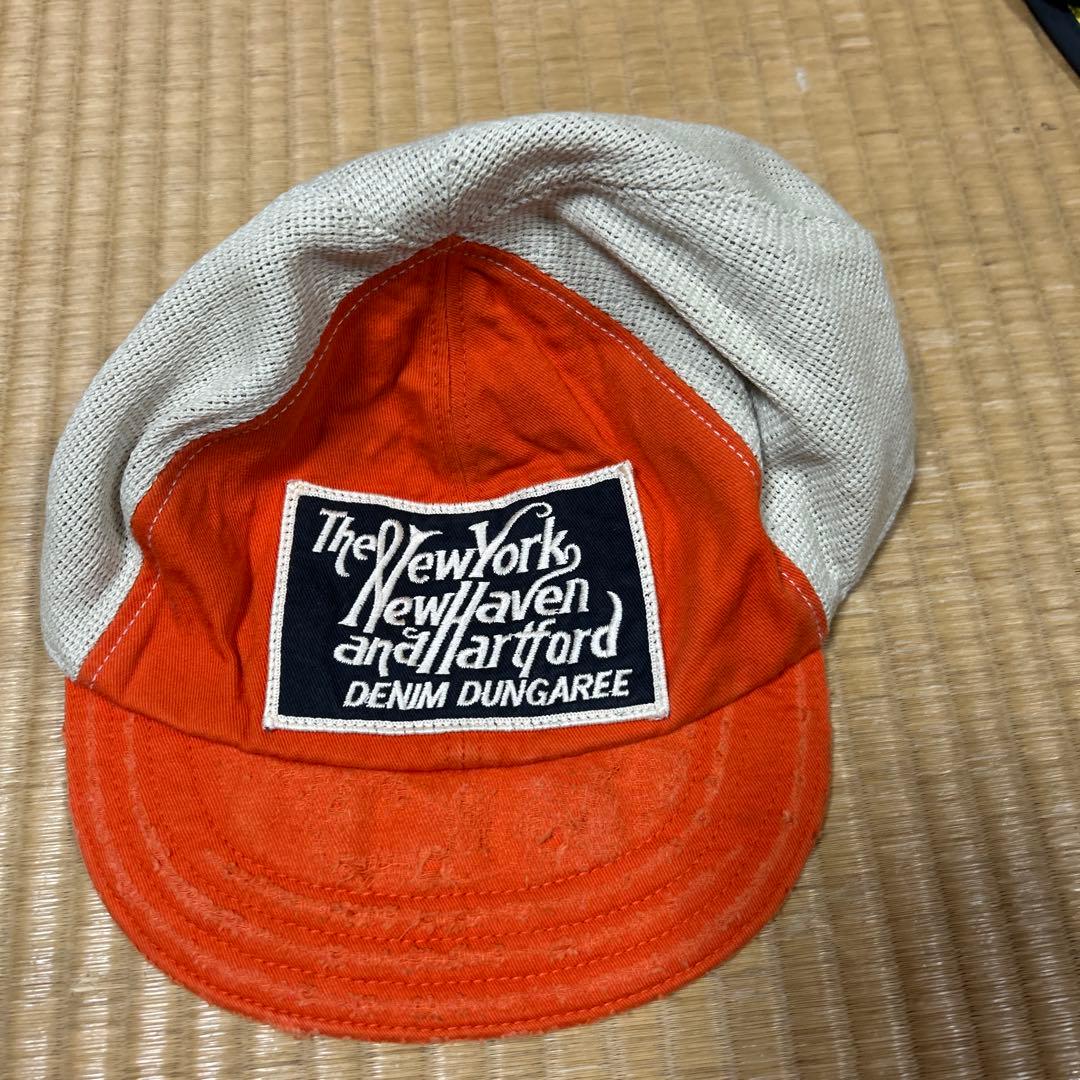 The New York,
New Haven
and Hartford
DENIM DUNGAREE